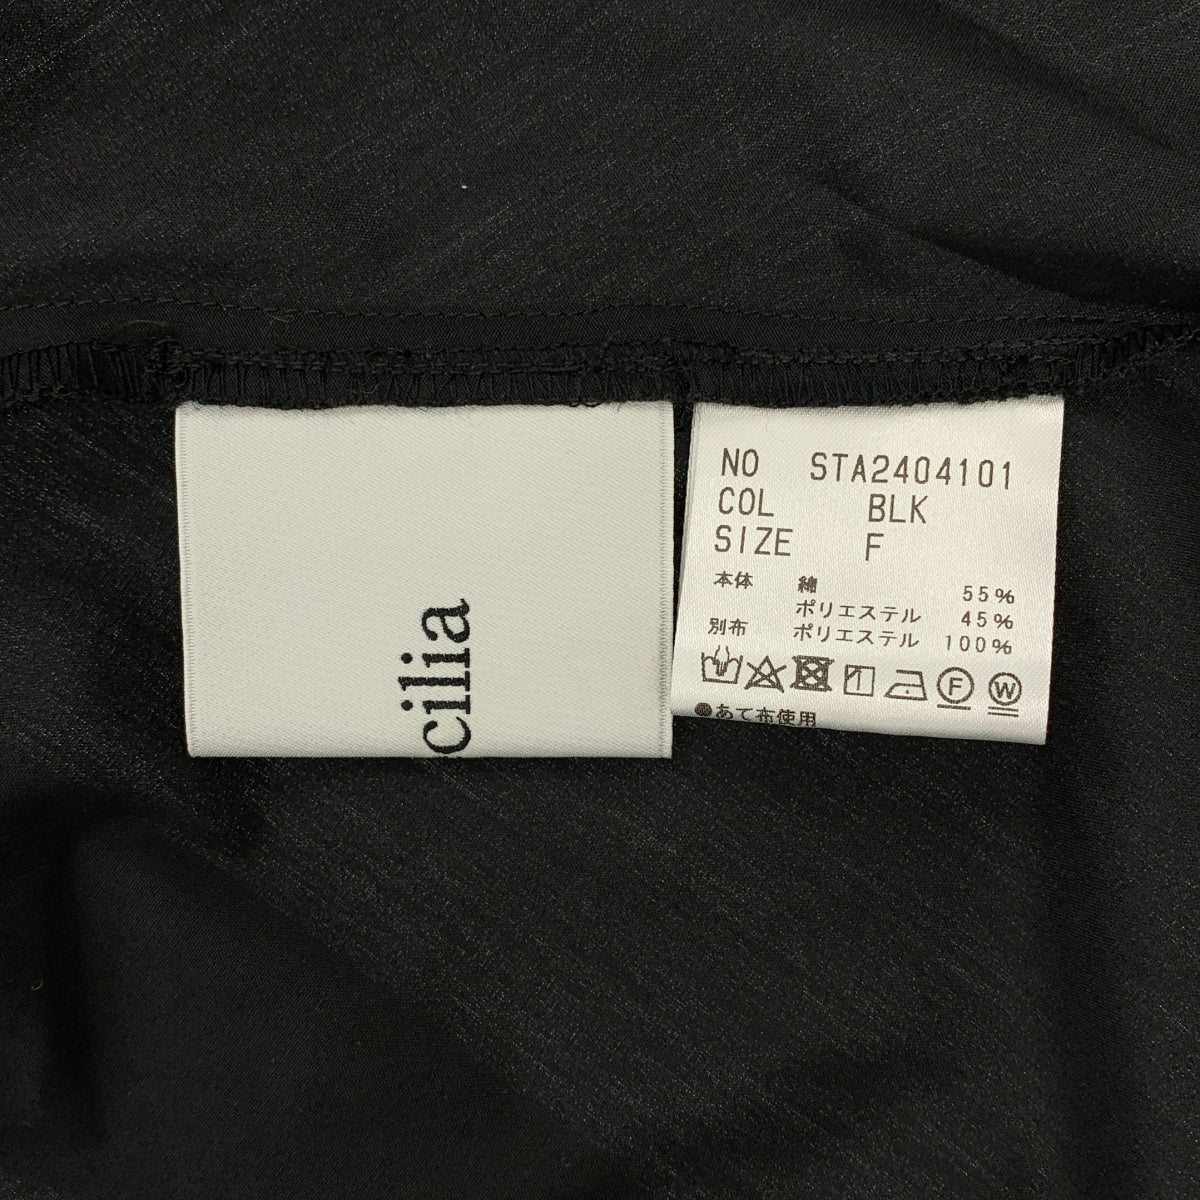 cilia
NO STA2404101
COL BLK
SIZE F
本体 綿 55%
ポリエステル 45%
別布 ポリエステル 100%
F W
●あて布使用